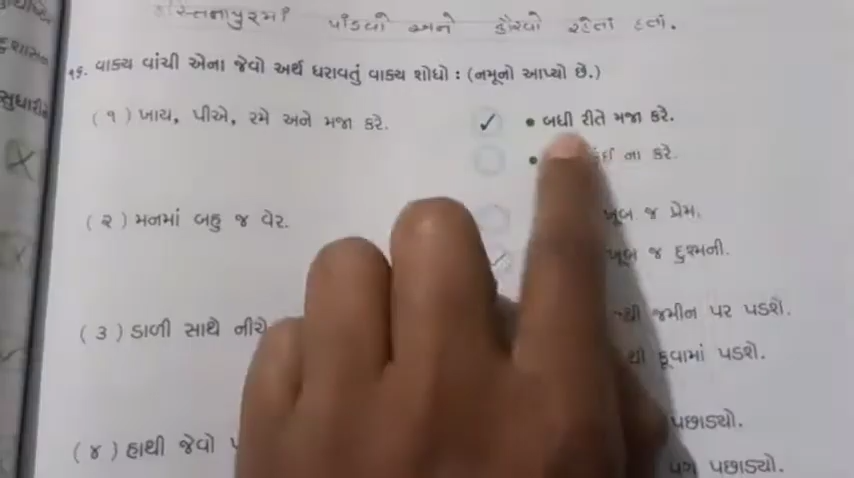 હસ્તિનાપુરમાં પાંડવો અને કૌરવો રહેતાં હતાં.
૧૬. વાક્ય વાંચી એના જેવો અર્થ ધરાવતું વાક્ય શોધો : (નમૂનો આપ્યો છે.)
(૧) ખાય, પીએ, રમે અને મજા કરે. ✓ • બધી રીતે મજા કરે.
• ના કરે.
(૨) મનમાં બહુ જ વેર. ખૂબ જ પ્રેમ.
✓ ખૂબ જ દુશ્મની.
(૩) ડાળી સાથે નીચે જમીન પર પડશે.
કૂવામાં પડશે.
(૪) હાથી જેવો પછાડ્યો.
પગ પછાડ્યો.